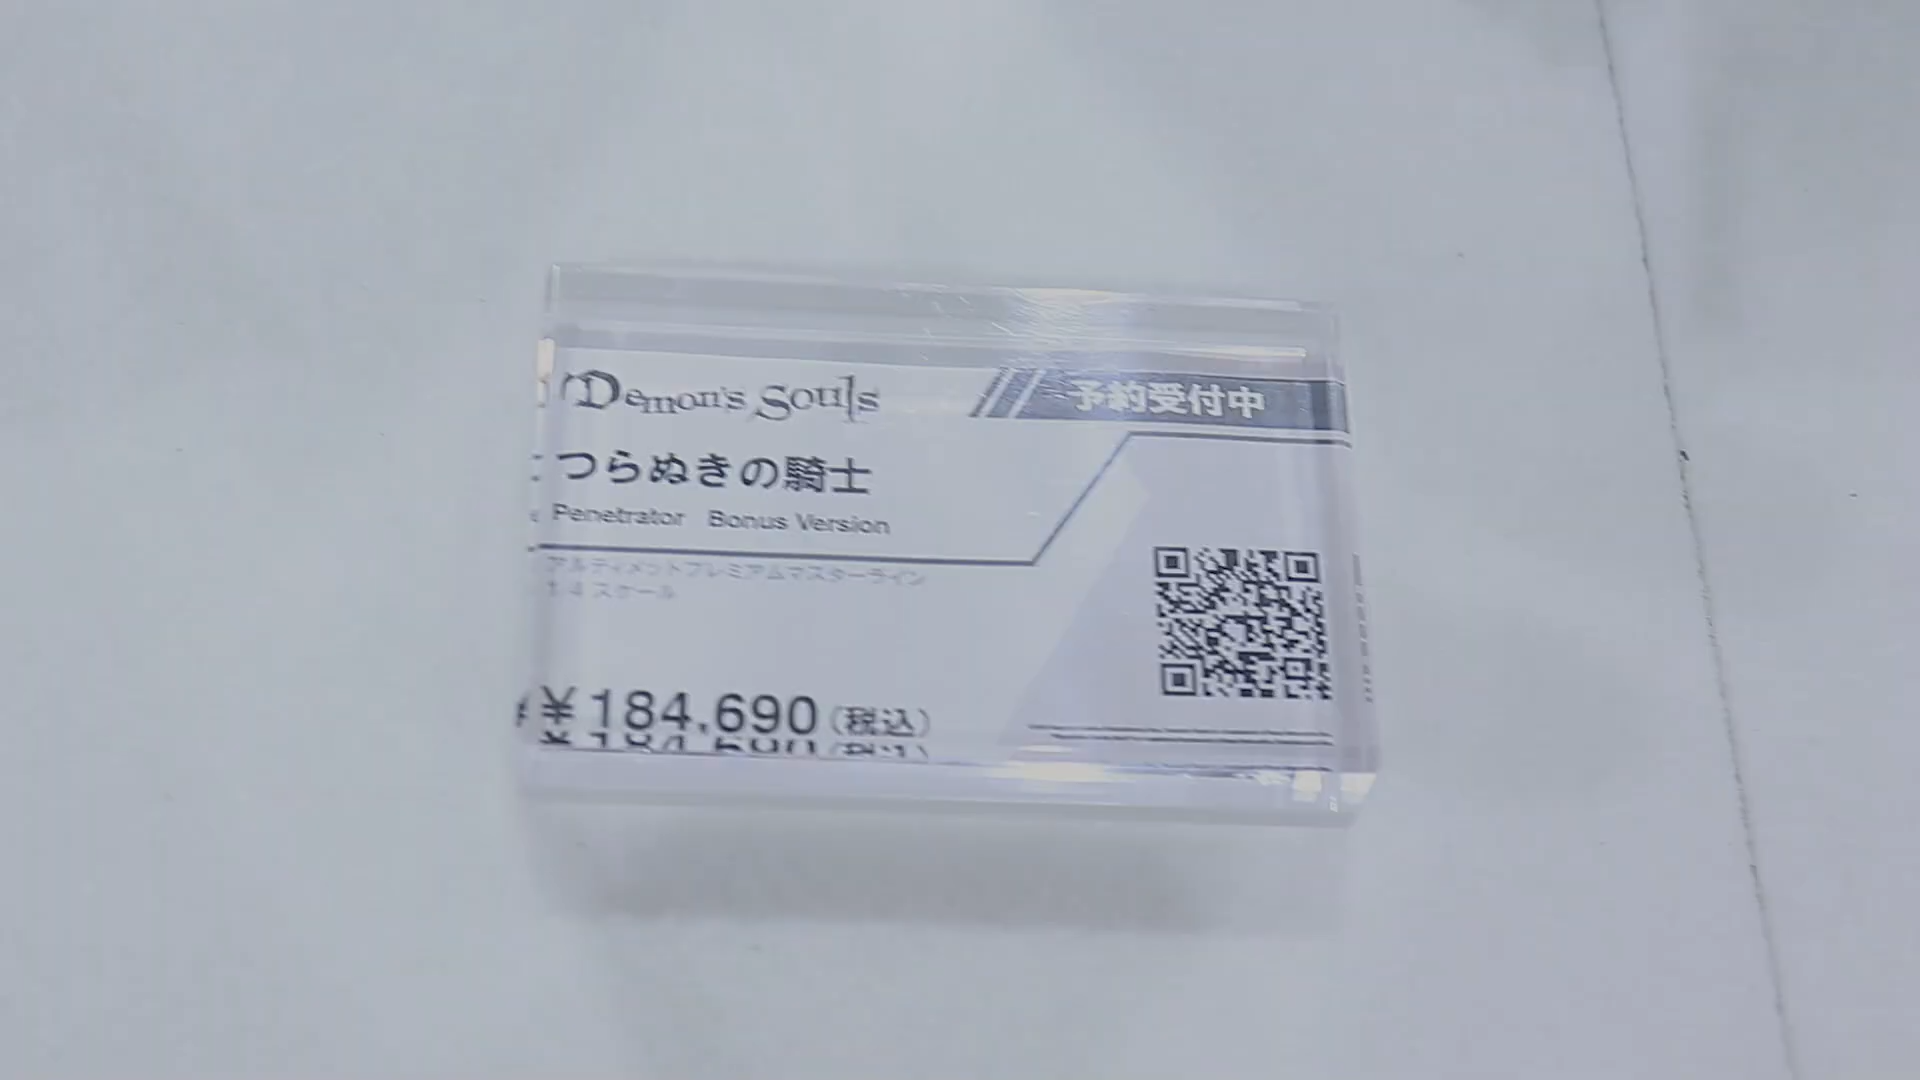 Demon's Souls
予約受付中
つらぬきの騎士
Penetrator Bonus Version
アルティメットプレミアムマスターライン
1/4 スケール
¥184,690(税込)